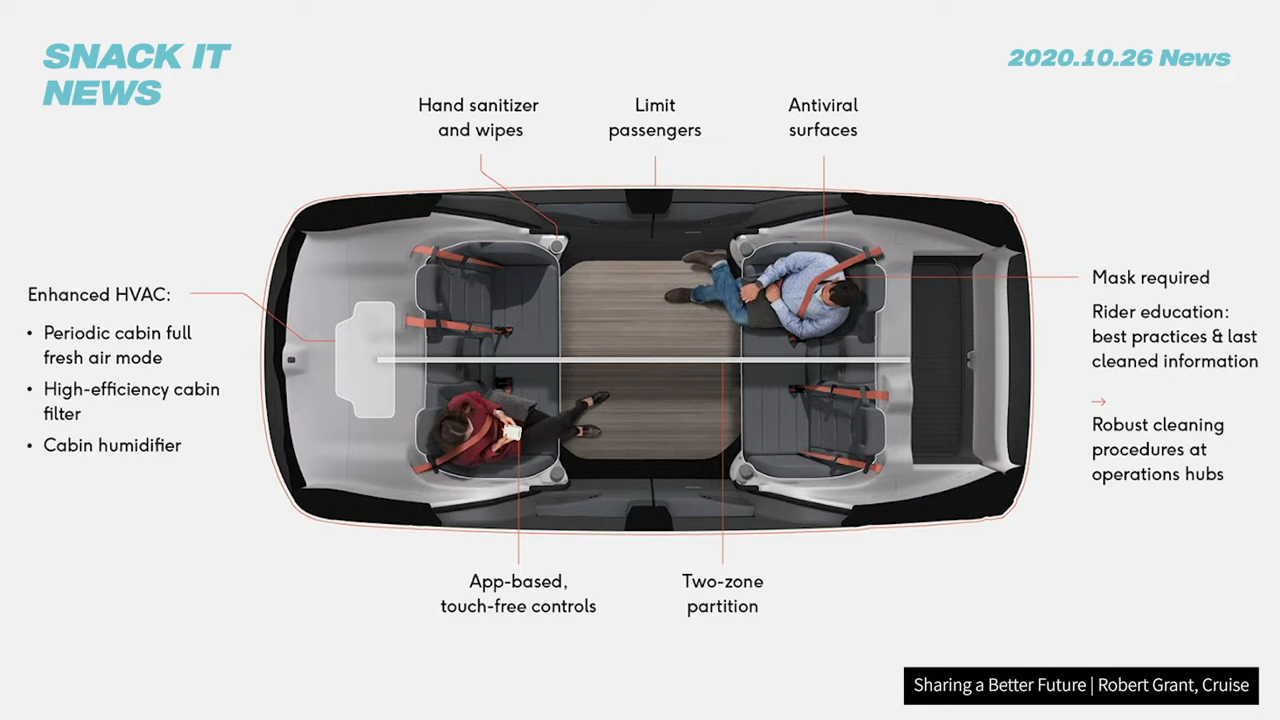 SNACK IT
NEWS
2020.10.26 News
Hand sanitizer
and wipes
Limit
passengers
Antiviral
surfaces
Enhanced HVAC:
• Periodic cabin full
fresh air mode
• High-efficiency cabin
filter
• Cabin humidifier
Mask required
Rider education:
best practices & last
cleaned information
→
Robust cleaning
procedures at
operations hubs
App-based,
touch-free controls
Two-zone
partition
Sharing a Better Future | Robert Grant, Cruise